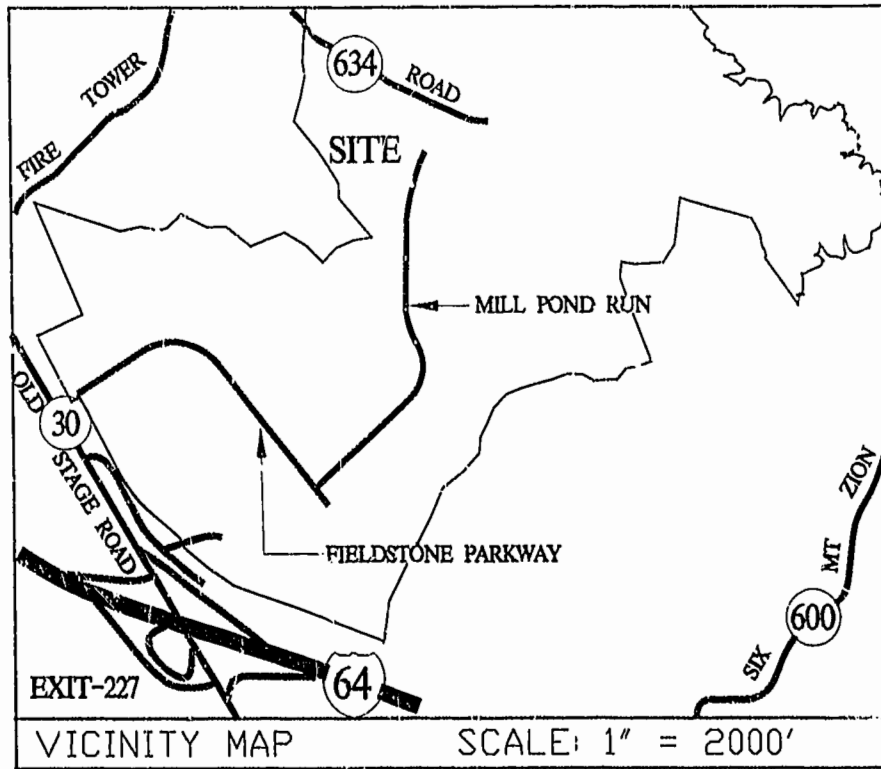 634
ROAD
FIRE TOWER
SITE
MILL POND RUN
OLD STAGE ROAD
30
FIELDSTONE PARKWAY
SIX MT ZION
600
64
EXIT-227
VICINITY MAP
SCALE: 1" = 2000'